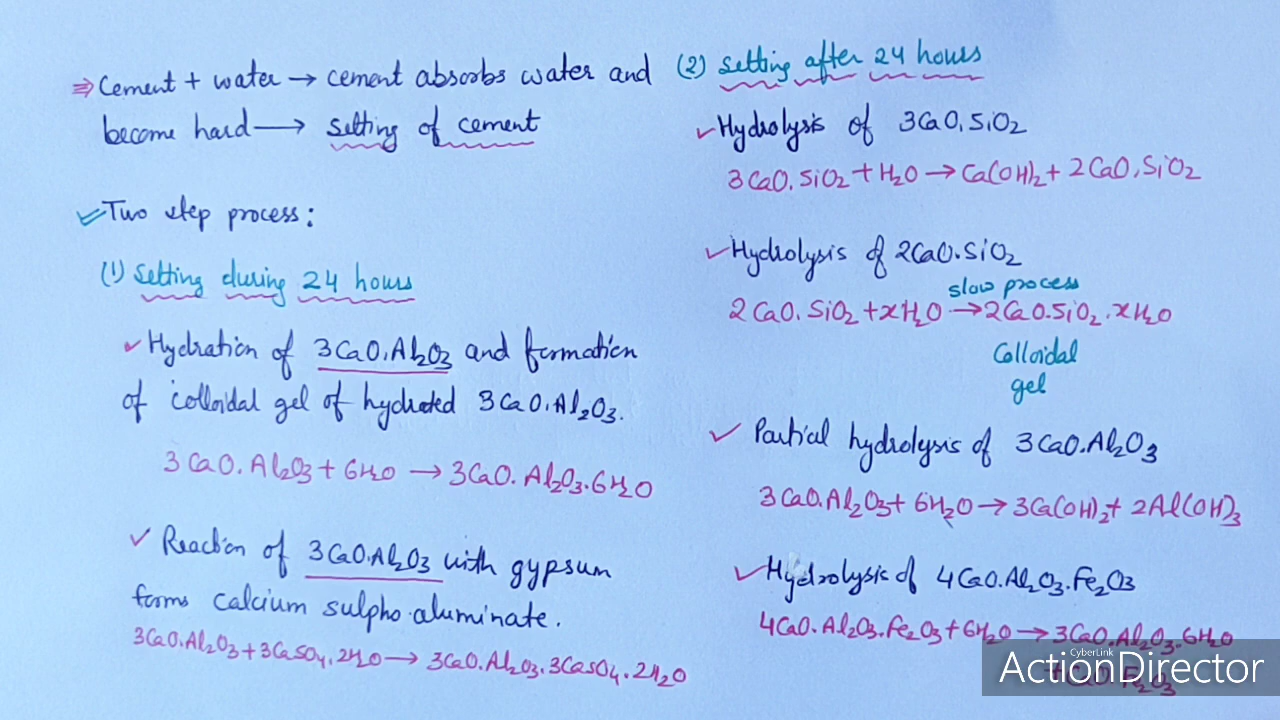 ⇒ Cement + water → cement absorbs water and
become hard → setting of cement
Two step process:
(1) Setting during 24 hours
✓ Hydration of 3CaO.Al2O3 and formation
of colloidal gel of hydrated 3CaO.Al2O3.
3CaO.Al2O3 + 6H2O → 3CaO.Al2O3.6H2O
✓ Reaction of 3CaO.Al2O3 with gypsum
forms calcium sulpho.aluminate.
3CaO.Al2O3 + 3CaSO4.2H2O → 3CaO.Al2O3.3CaSO4.2H2O
(2) Setting after 24 hours
✓ Hydrolysis of 3CaO.SiO2
3CaO.SiO2 + H2O → Ca(OH)2 + 2CaO.SiO2
✓ Hydrolysis of 2CaO.SiO2
slow process
2CaO.SiO2 + xH2O → 2CaO.SiO2.xH2O
Colloidal
gel
✓ Partial hydrolysis of 3CaO.Al2O3
3CaO.Al2O3 + 6H2O → 3Ca(OH)2 + 2Al(OH)3
✓ Hydrolysis of 4CaO.Al2O3.Fe2O3
4CaO.Al2O3.Fe2O3 + 6H2O → 3CaO.Al2O3.6H2O
+ CaO.Fe2O3
CyberLink
ActionDirector